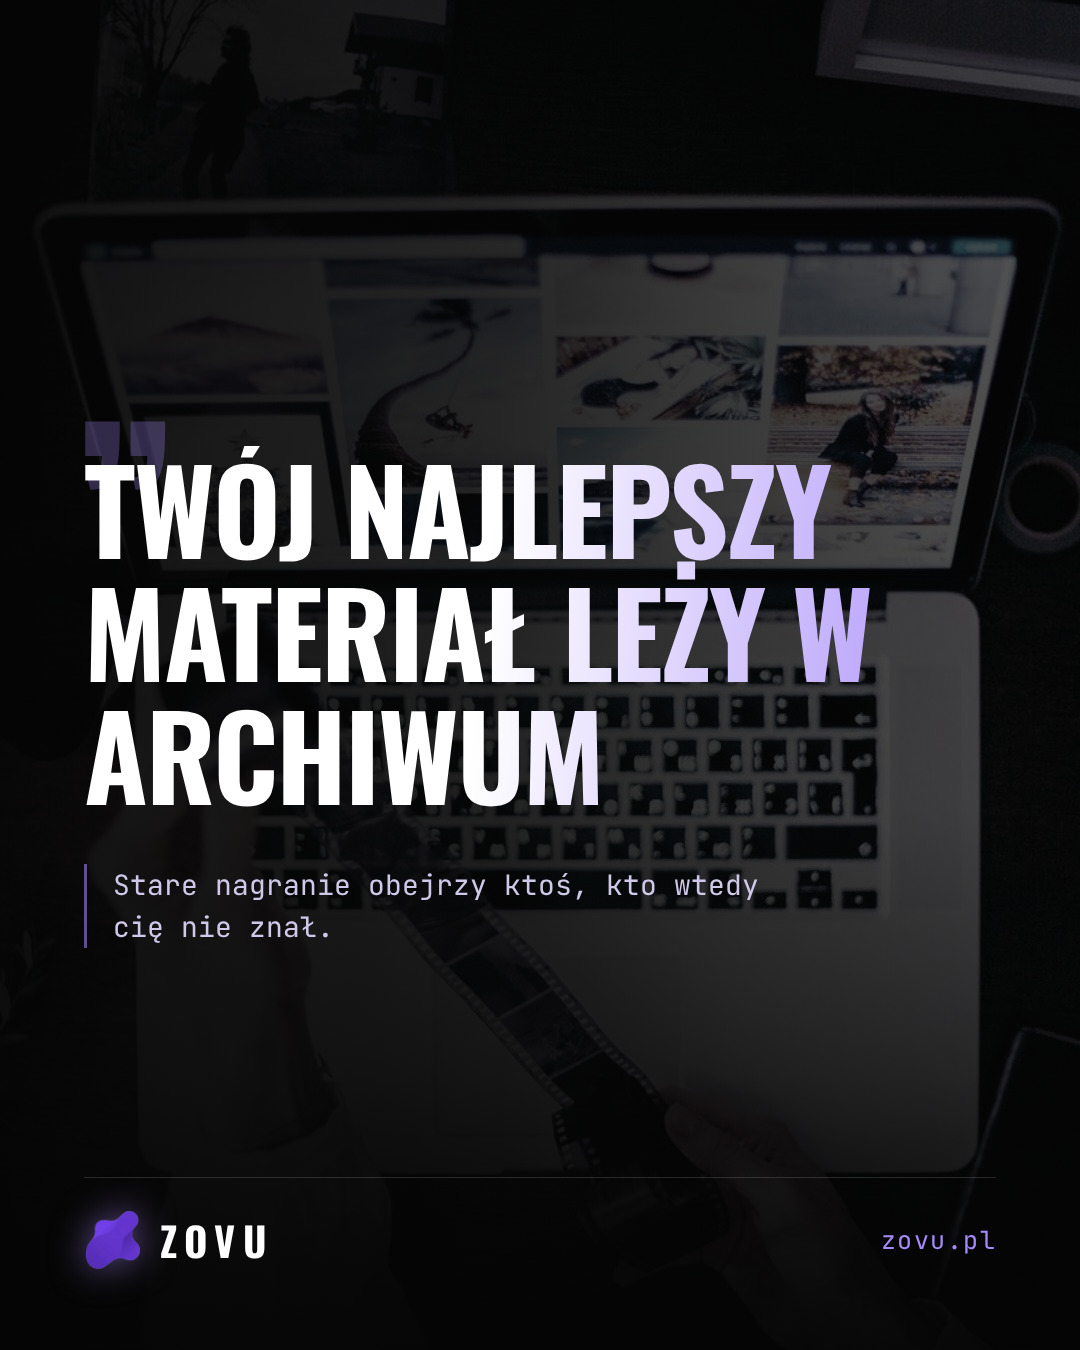 TWÓJ NAJLEPSZY
MATERIAŁ LEŻY W
ARCHIWUM
Stare nagranie obejrzy ktoś, kto wtedy
cię nie znał.
ZOVU
zovu.pl